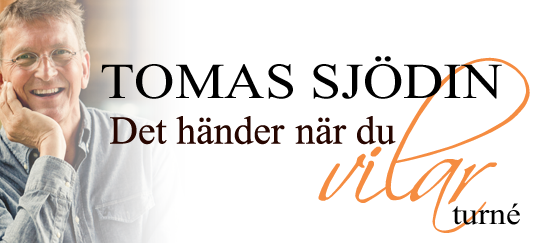 TOMAS SJÖDIN
Det händer när du
vilar
turné